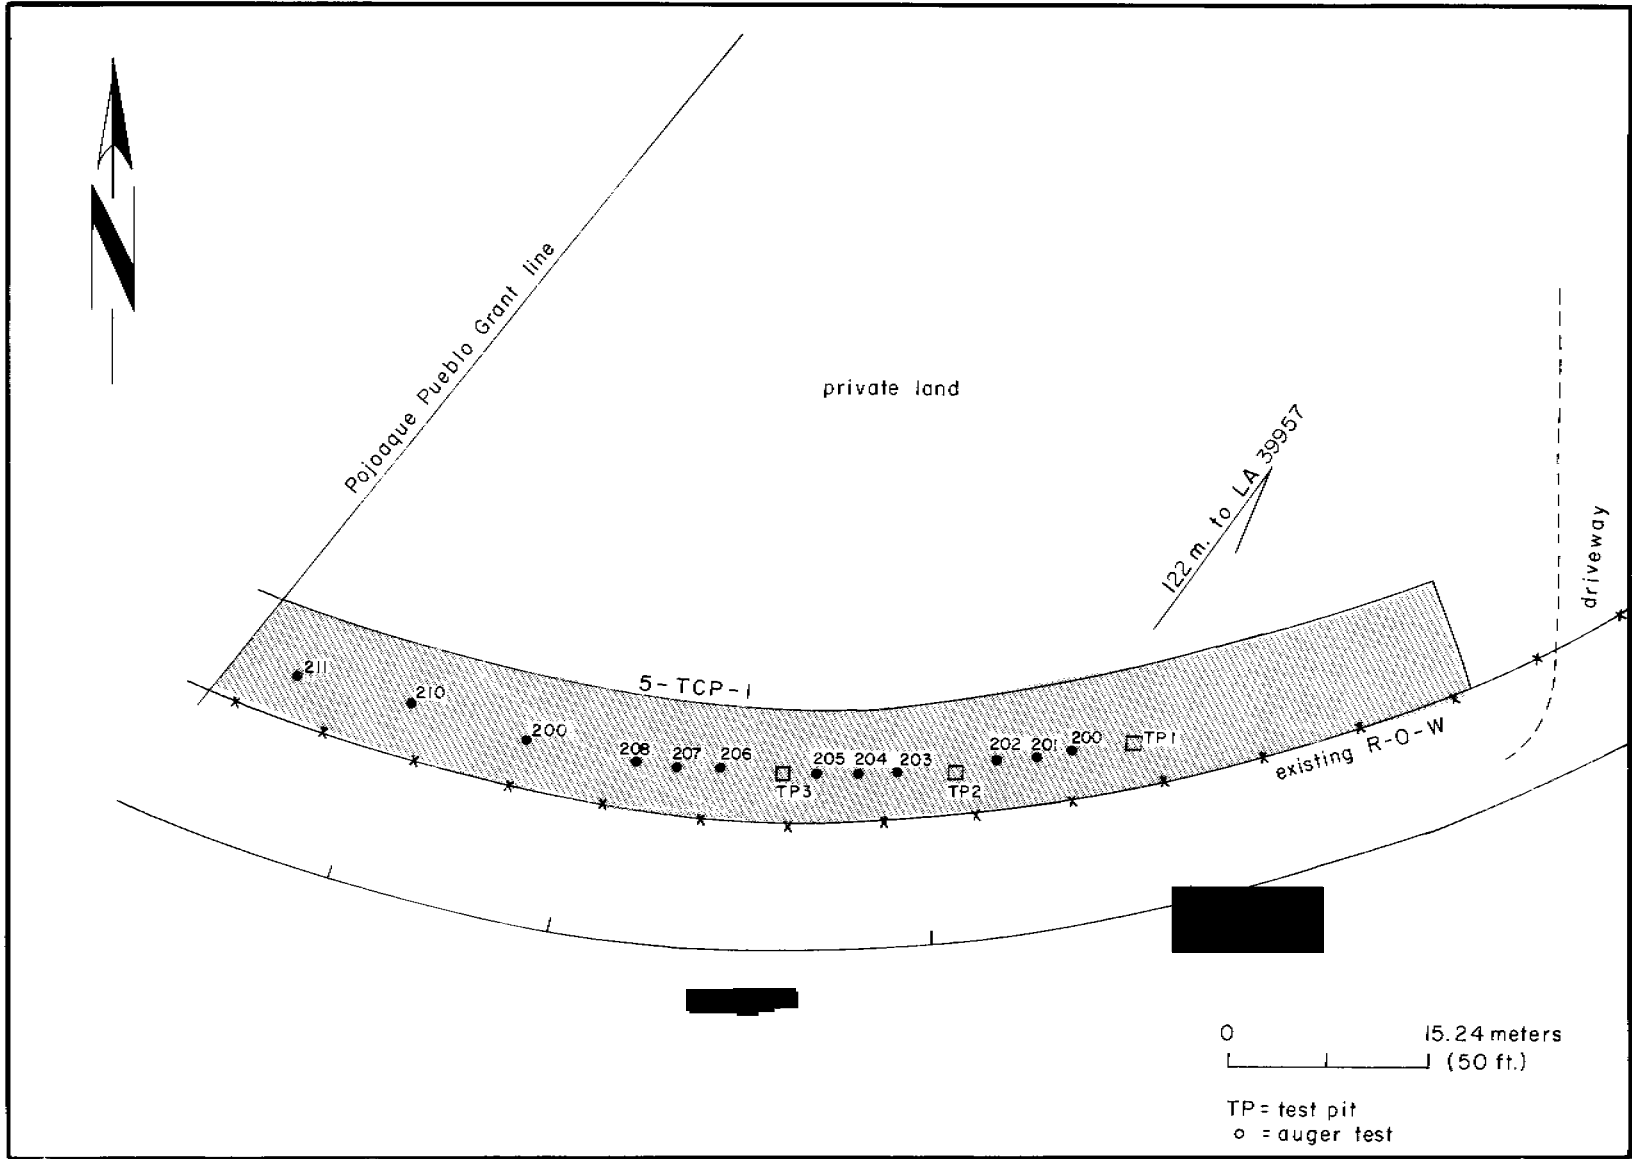 N
Pojoaque Pueblo Grant line
private land
122 m. to LA 39957
driveway
5-TCP-1
211
210
200
208
207
206
205
204
203
202
201
200
TP1
TP3
TP2
existing R-O-W
0 15.24 meters
(50 ft.)
TP = test pit
o = auger test